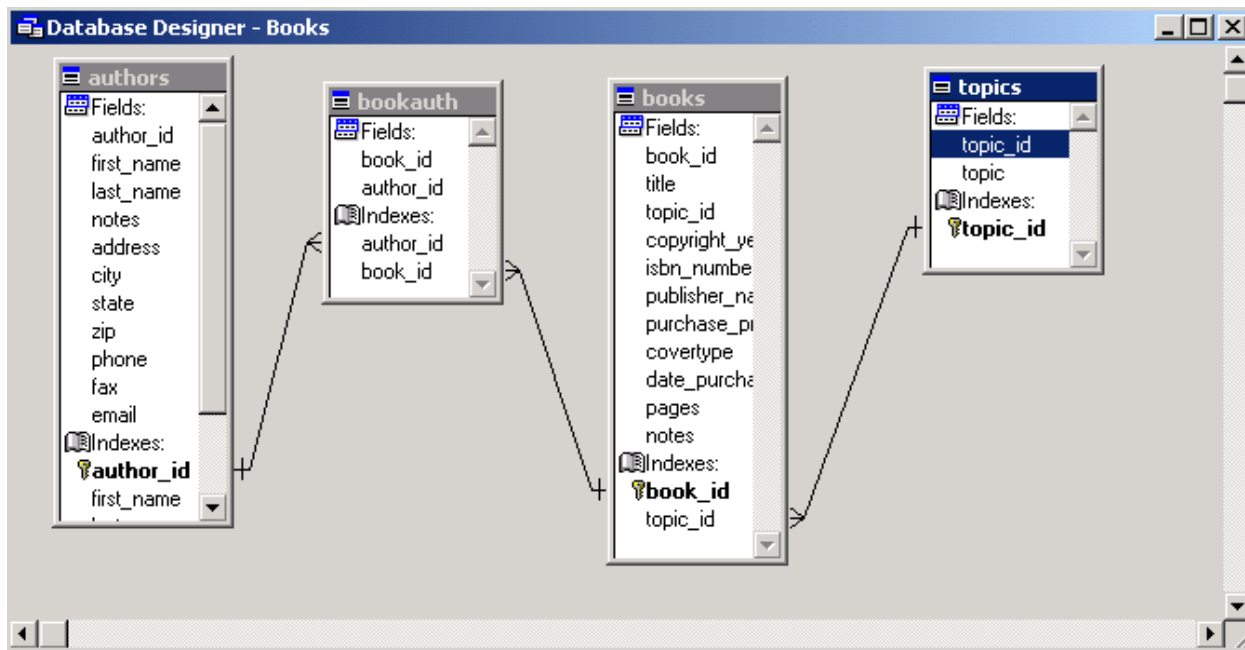 Database Designer - Books
authors
Fields:
author_id
first_name
last_name
notes
address
city
state
zip
phone
fax
email
Indexes:
author_id
first_name
bookauth
Fields:
book_id
author_id
Indexes:
author_id
book_id
books
Fields:
book_id
title
topic_id
copyright_ye
isbn_numbe
publisher_na
purchase_pr
covertype
date_purcha
pages
notes
Indexes:
book_id
topic_id
topics
Fields:
topic_id
topic
Indexes:
topic_id